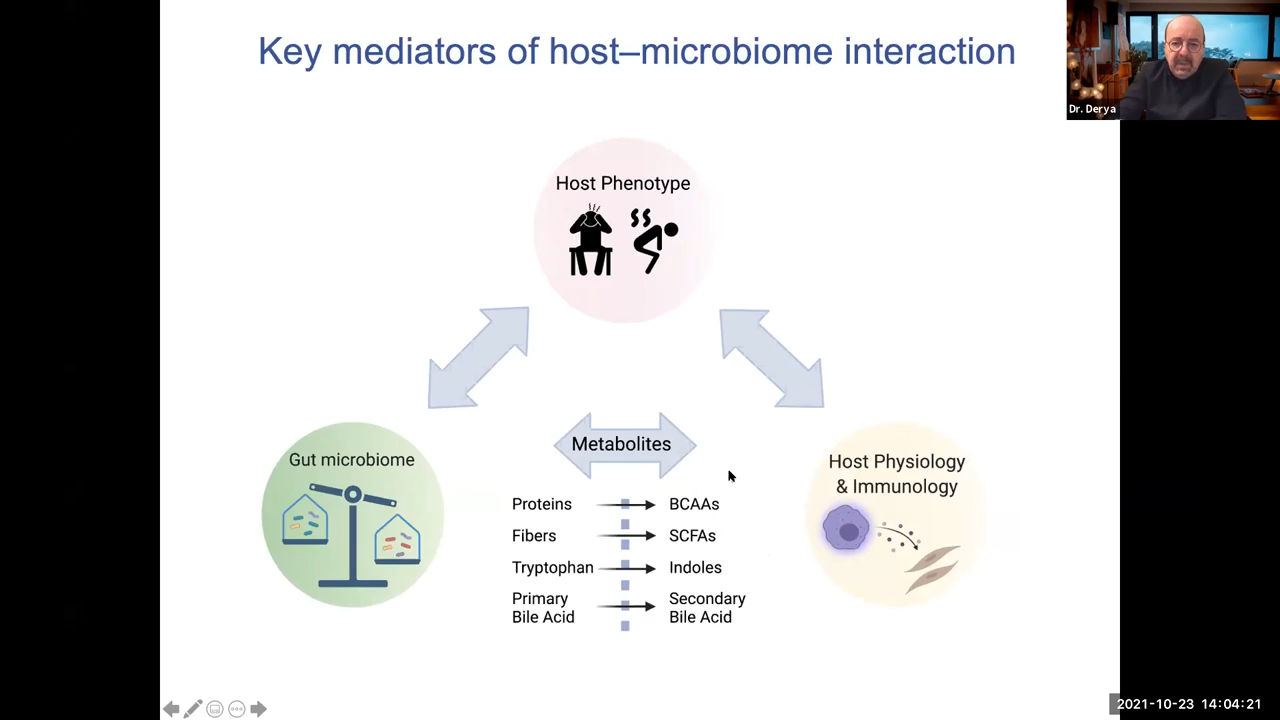 Key mediators of host–microbiome interaction
Dr. Derya
Host Phenotype
Gut microbiome
Metabolites
Proteins
BCAAs
Fibers
SCFAs
Tryptophan
Indoles
Primary
Bile Acid
Secondary
Bile Acid
Host Physiology
& Immunology
2021-10-23 14:04:21